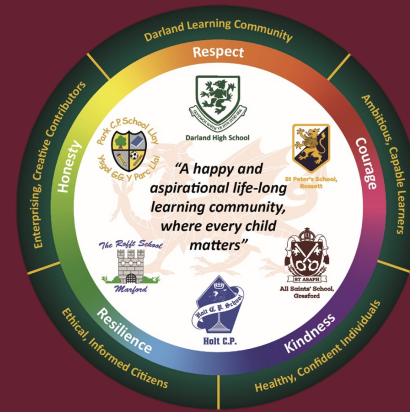 Darland Learning Community
Respect
Enterprising, Creative Contributors
Honesty
Ambitious, Capable Learners
Courage
Darland High School
Park C.P. School Llay
Ysgol G.G. Y Parc Llai
St Peter's School,
Rossett
"A happy and
aspirational life-long
learning community,
where every child
matters"
The Rofft School
Marford
Holt C.P. School
Holt C.P.
ST ASAPH
All Saints' School,
Gresford
Resilience
Kindness
Ethical, Informed Citizens
Healthy, Confident Individuals